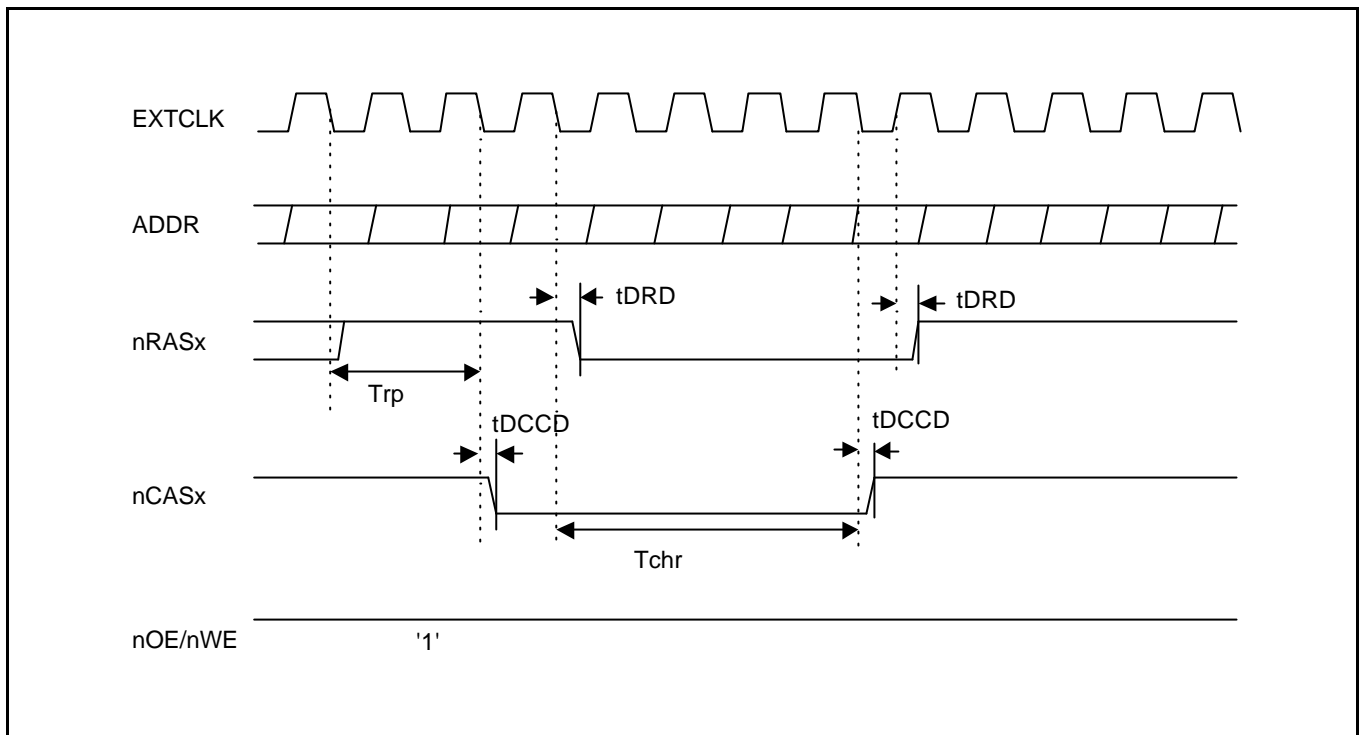 EXTCLK
ADDR
tDRD
tDRD
nRASx
Trp
tDCCD
tDCCD
nCASx
Tchr
nOE/nWE
'1'